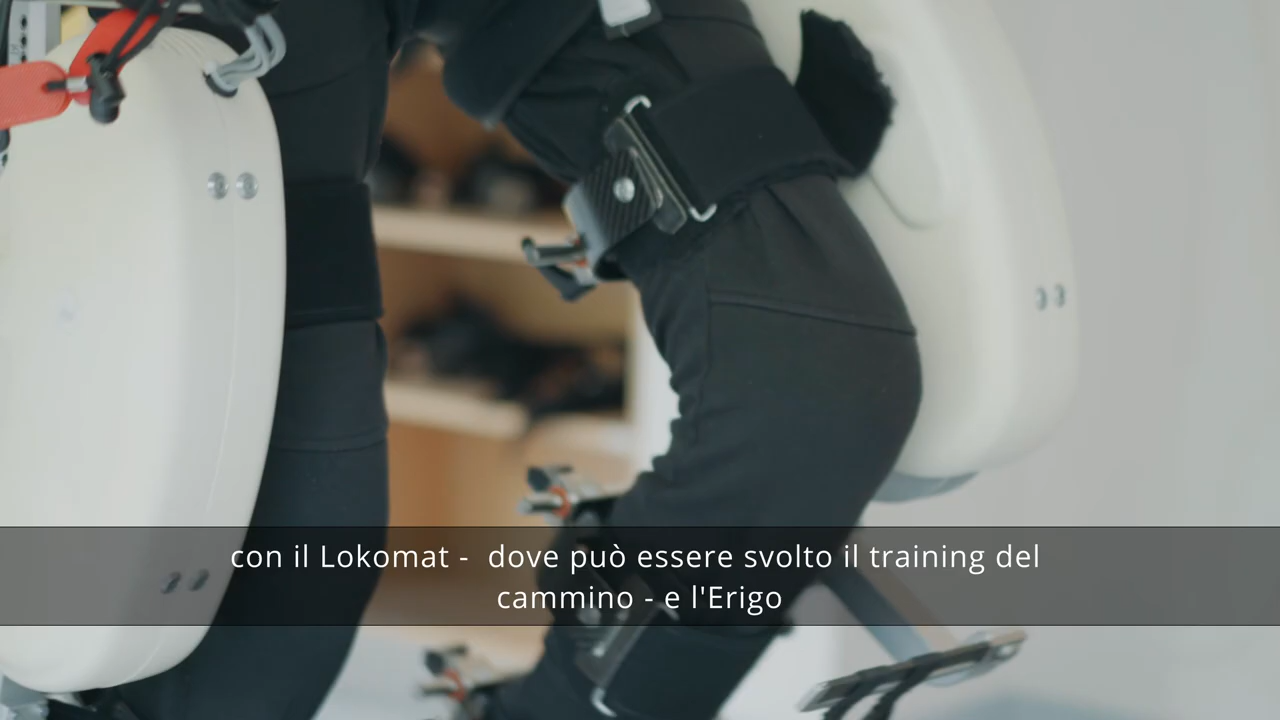 con il Lokomat -  dove può essere svolto il training del
cammino - e l'Erigo